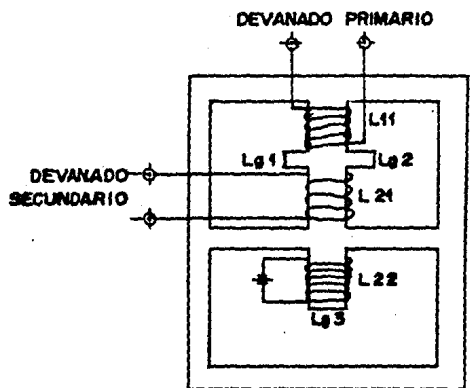 DEVANADO PRIMARIO
L11
Lg1
Lg2
DEVANADO
SECUNDARIO
L21
L22
Lg3